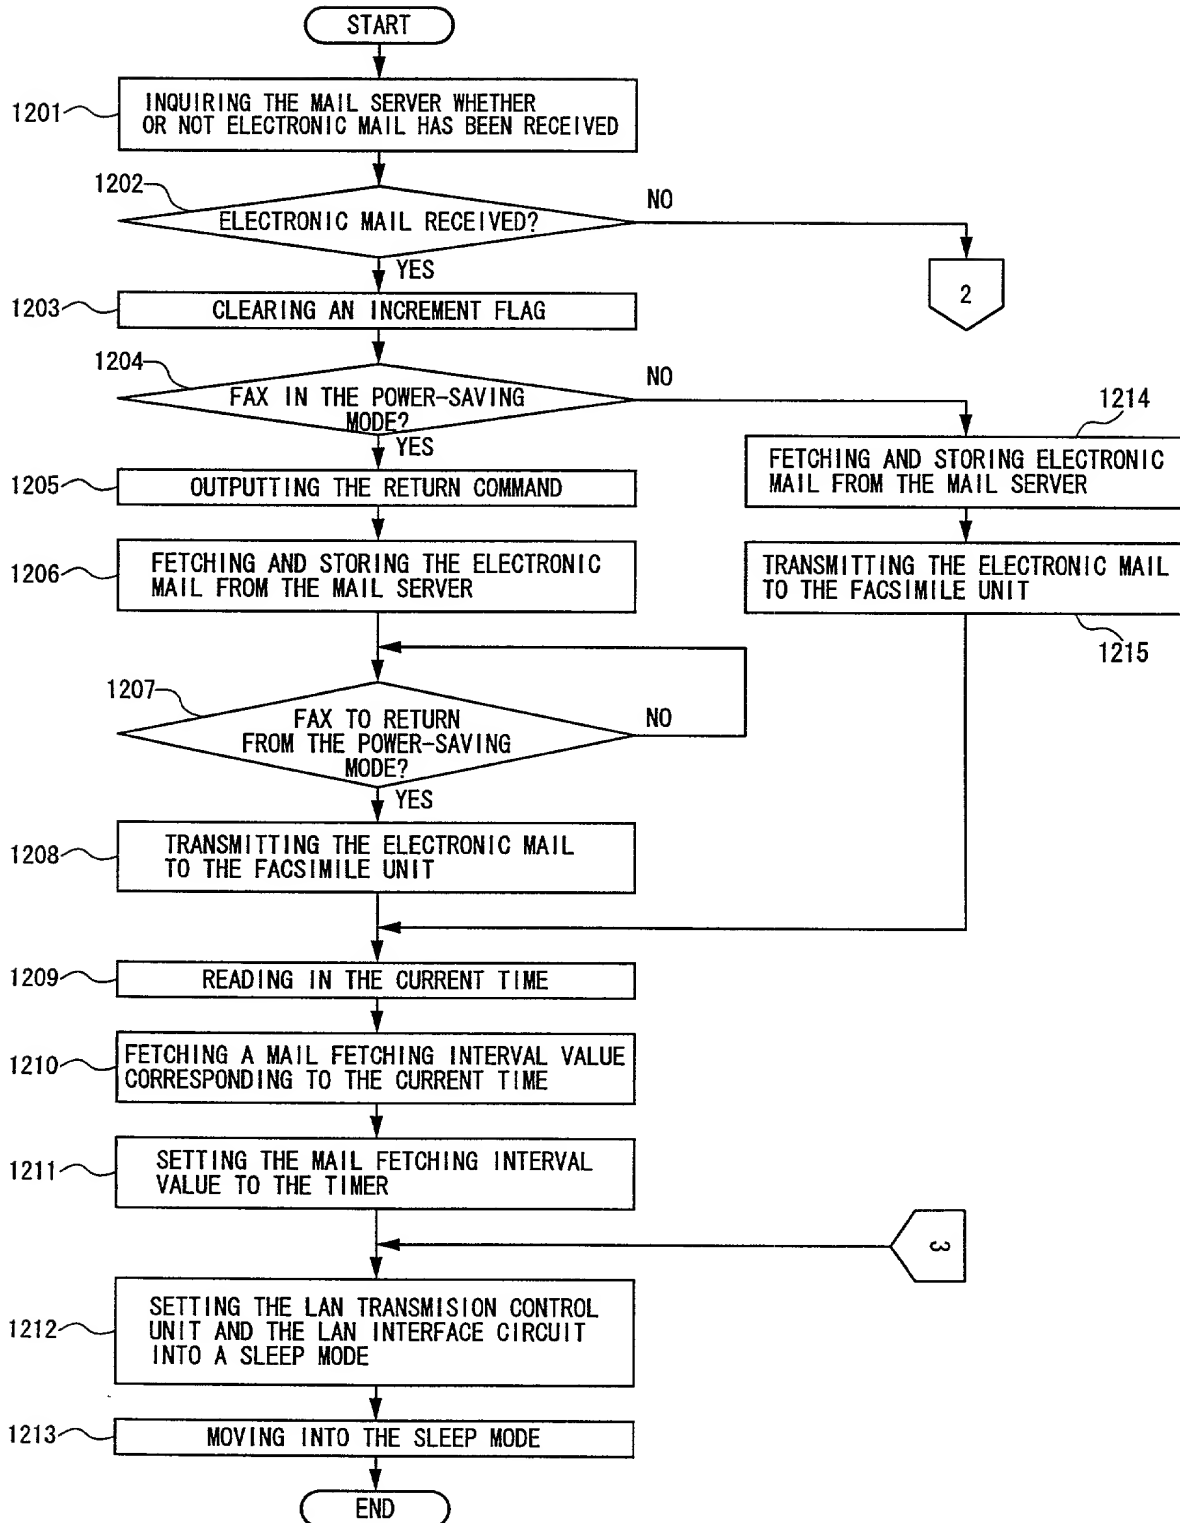 START
1201
INQUIRING THE MAIL SERVER WHETHER
OR NOT ELECTRONIC MAIL HAS BEEN RECEIVED
1202
ELECTRONIC MAIL RECEIVED?
NO
YES
2
1203
CLEARING AN INCREMENT FLAG
1204
FAX IN THE POWER-SAVING
MODE?
NO
YES
1214
FETCHING AND STORING ELECTRONIC
MAIL FROM THE MAIL SERVER
1205
OUTPUTTING THE RETURN COMMAND
1206
FETCHING AND STORING THE ELECTRONIC
MAIL FROM THE MAIL SERVER
TRANSMITTING THE ELECTRONIC MAIL
TO THE FACSIMILE UNIT
1215
1207
FAX TO RETURN
FROM THE POWER-SAVING
MODE?
NO
YES
1208
TRANSMITTING THE ELECTRONIC MAIL
TO THE FACSIMILE UNIT
1209
READING IN THE CURRENT TIME
1210
FETCHING A MAIL FETCHING INTERVAL VALUE
CORRESPONDING TO THE CURRENT TIME
1211
SETTING THE MAIL FETCHING INTERVAL
VALUE TO THE TIMER
3
1212
SETTING THE LAN TRANSMISION CONTROL
UNIT AND THE LAN INTERFACE CIRCUIT
INTO A SLEEP MODE
1213
MOVING INTO THE SLEEP MODE
END